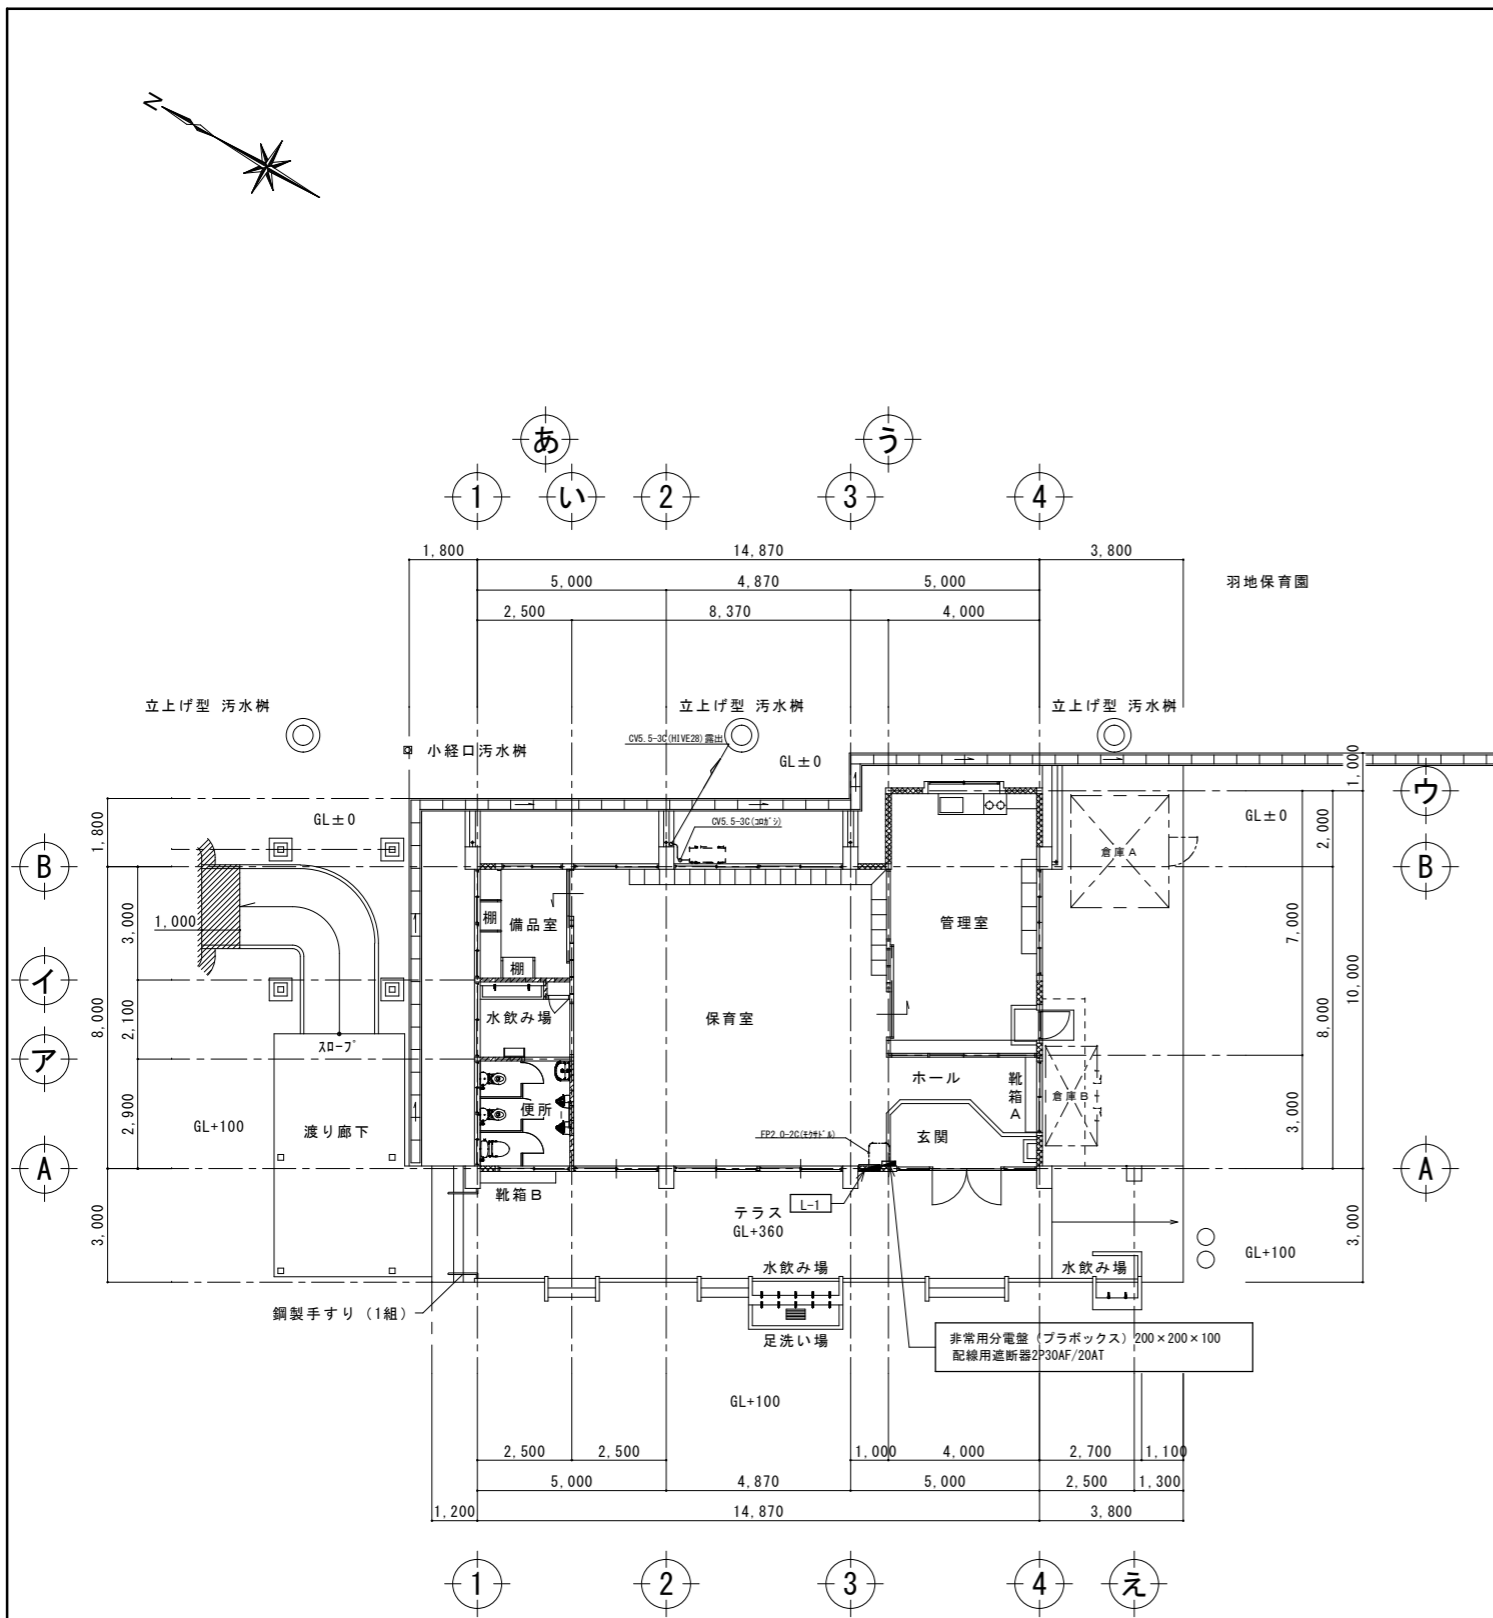 N
あ
う
1
い
2
3
4
1,800
14,870
3,800
5,000
4,870
5,000
羽地保育園
2,500
8,370
4,000
立上げ型 汚水桝
立上げ型 汚水桝
立上げ型 汚水桝
小経口汚水桝
CV5.5-3C(HIVE28)露出
GL±0
1,000
ウ
1,800
GL±0
CV5.5-3C(コロガシ)
GL±0
2,000
倉庫A
B
B
3,000
1,000
棚
備品室
管理室
7,000
棚
イ
8,000
2,100
水飲み場
保育室
8,000
10,000
スロープ
ア
ホール
靴箱A
倉庫B
2,900
GL+100
渡り廊下
便所
玄関
3,000
A
A
靴箱B
L-1
テラス
GL+360
3,000
3,000
GL+100
水飲み場
水飲み場
鋼製手すり（1組）
足洗い場
非常用分電盤（プラボックス）200×200×100
配線用遮断器2P30AF/20AT
GL+100
2,500
2,500
1,000
4,000
2,700
1,100
5,000
4,870
5,000
2,500
1,300
1,200
14,870
3,800
1
2
3
4
え